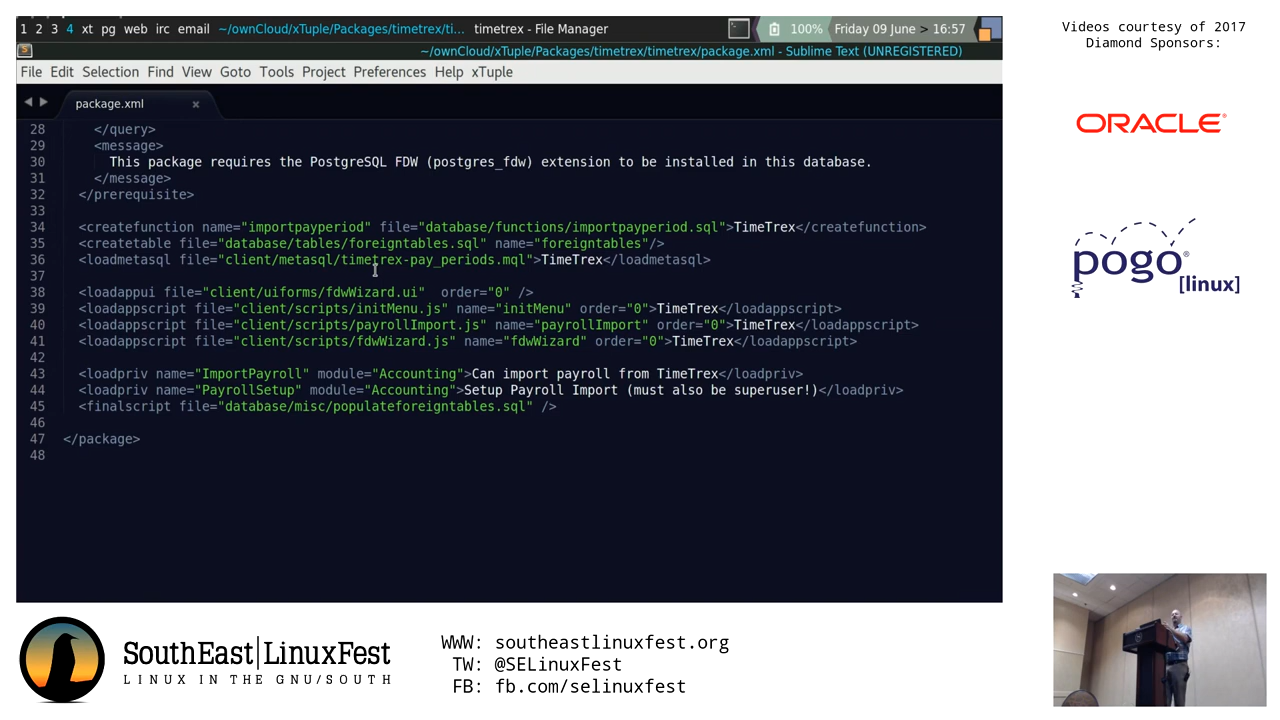 1 2 3 4 xt pg web irc email ~/ownCloud/xTuple/Packages/timetrex/ti... timetrex - File Manager 100% Friday 09 June > 16:57
~/ownCloud/xTuple/Packages/timetrex/timetrex/package.xml - Sublime Text (UNREGISTERED)
File Edit Selection Find View Goto Tools Project Preferences Help xTuple
package.xml
28 </query>
29 <message>
30 This package requires the PostgreSQL FDW (postgres_fdw) extension to be installed in this database.
31 </message>
32 </prerequisite>
33
34 <createfunction name="importpayperiod" file="database/functions/importpayperiod.sql">TimeTrex</createfunction>
35 <createtable file="database/tables/foreigntables.sql" name="foreigntables"/>
36 <loadmetasql file="client/metasql/timetrex-pay_periods.mql">TimeTrex</loadmetasql>
37
38 <loadappui file="client/uiforms/fdwWizard.ui" order="0" />
39 <loadappscript file="client/scripts/initMenu.js" name="initMenu" order="0">TimeTrex</loadappscript>
40 <loadappscript file="client/scripts/payrollImport.js" name="payrollImport" order="0">TimeTrex</loadappscript>
41 <loadappscript file="client/scripts/fdwWizard.js" name="fdwWizard" order="0">TimeTrex</loadappscript>
42
43 <loadpriv name="ImportPayroll" module="Accounting">Can import payroll from TimeTrex</loadpriv>
44 <loadpriv name="PayrollSetup" module="Accounting">Setup Payroll Import (must also be superuser!)</loadpriv>
45 <finalscript file="database/misc/populateforeigntables.sql" />
46
47 </package>
48
Videos courtesy of 2017
Diamond Sponsors:
ORACLE®
pogo®
[linux]
SouthEast|LinuxFest
LINUX IN THE GNU/SOUTH
WWW: southeastlinuxfest.org
TW: @SELinuxFest
FB: fb.com/selinuxfest